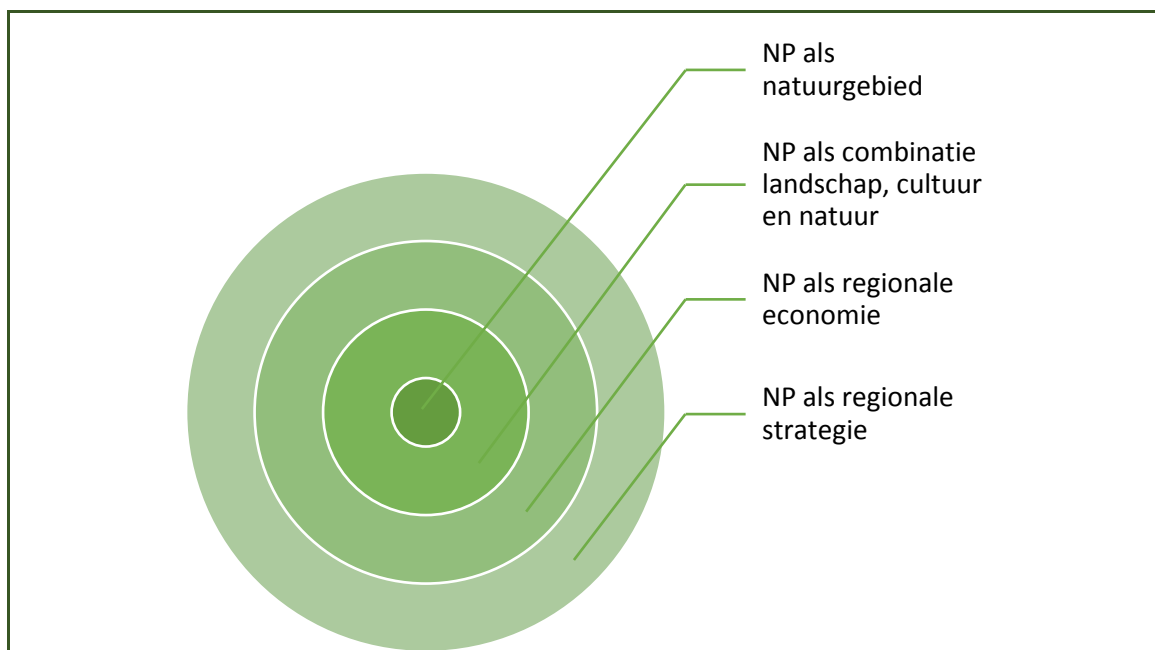 NP als
natuurgebied
NP als combinatie
landschap, cultuur
en natuur
NP als regionale
economie
NP als regionale
strategie